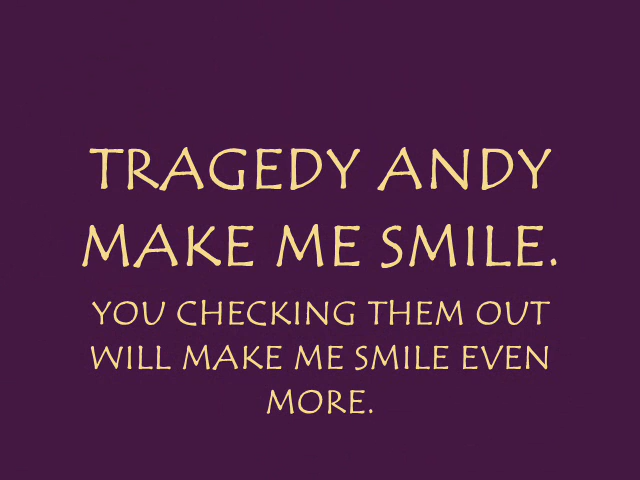 TRAGEDY ANDY
MAKE ME SMILE.
YOU CHECKING THEM OUT
WILL MAKE ME SMILE EVEN
MORE.